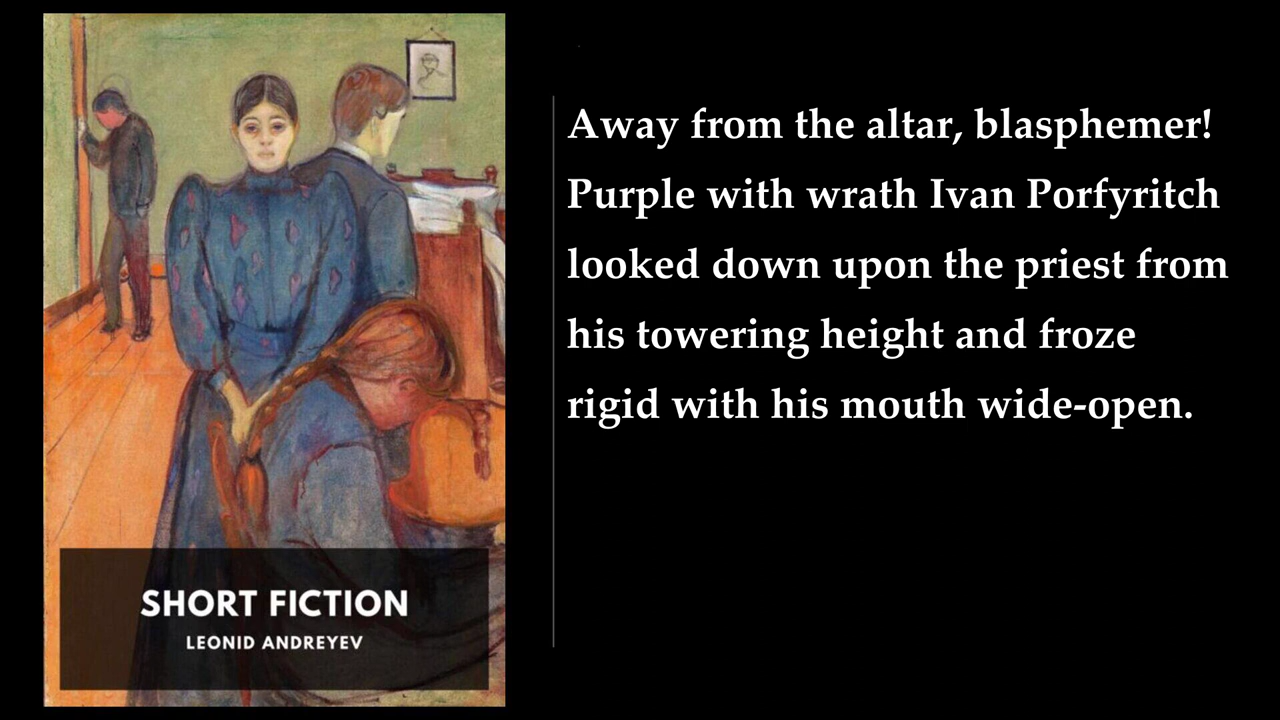 Away from the altar, blasphemer!
Purple with wrath Ivan Porfyritch
looked down upon the priest from
his towering height and froze
rigid with his mouth wide-open.
SHORT FICTION
LEONID ANDREYEV